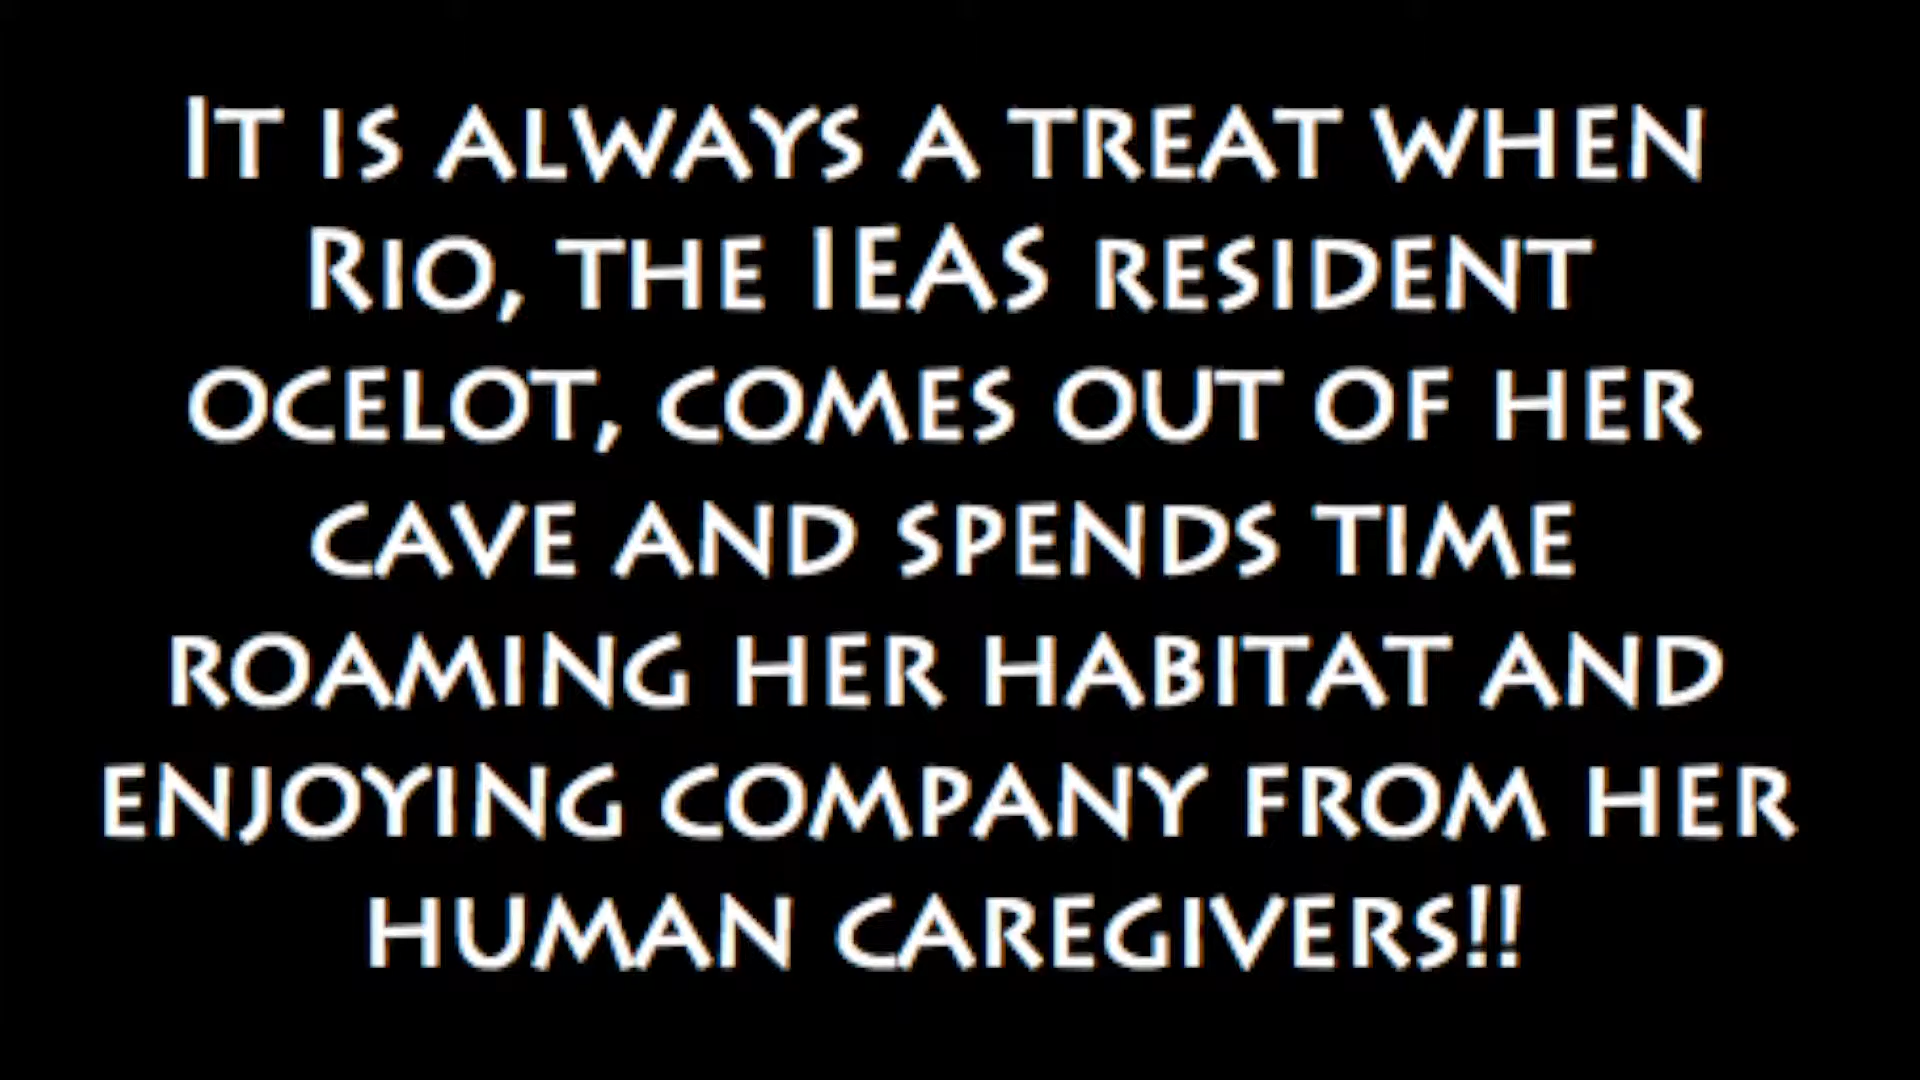 It is always a treat when
Rio, the IEAS resident
ocelot, comes out of her
cave and spends time
roaming her habitat and
enjoying company from her
human caregivers!!